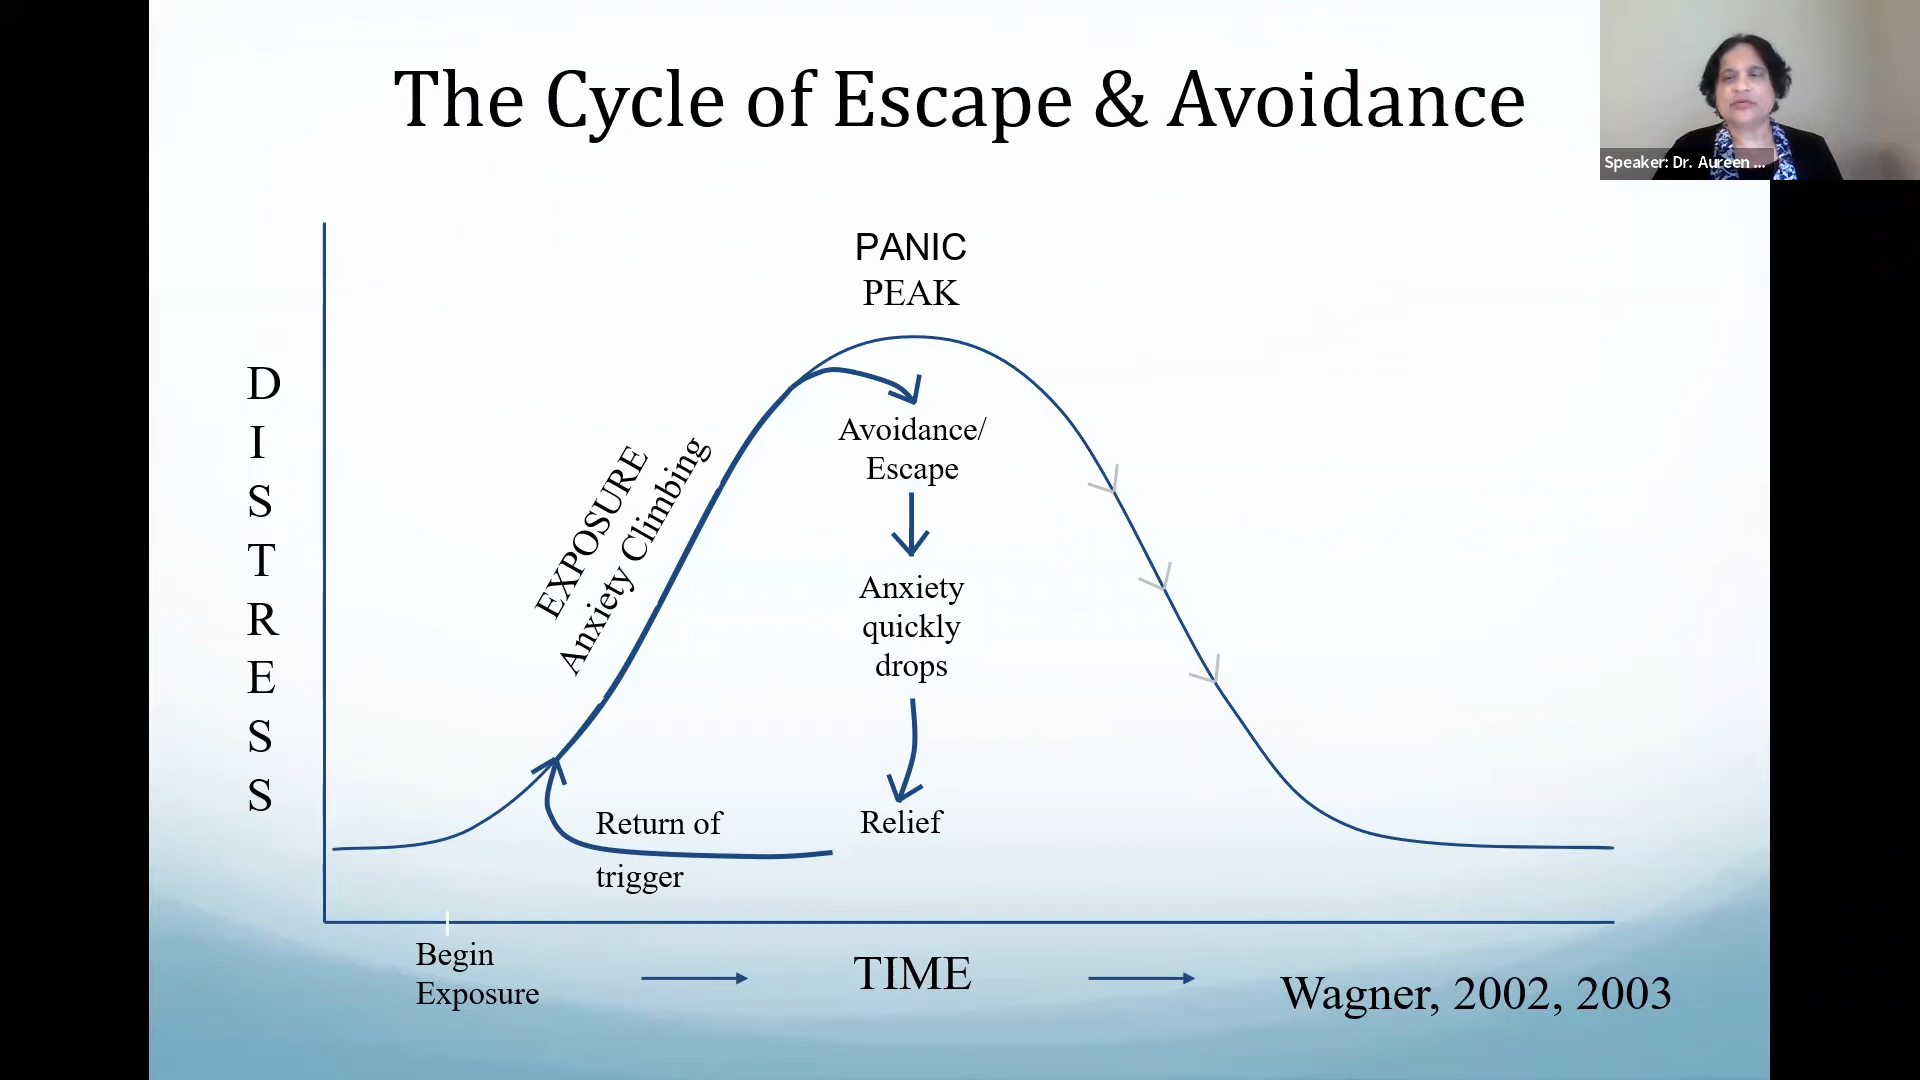 The Cycle of Escape & Avoidance
Speaker: Dr. Aureen ...
PANIC
PEAK
DISTRESS
EXPOSURE
Anxiety Climbing
Avoidance/
Escape
Anxiety
quickly
drops
Relief
Return of
trigger
Begin
Exposure
TIME
Wagner, 2002, 2003